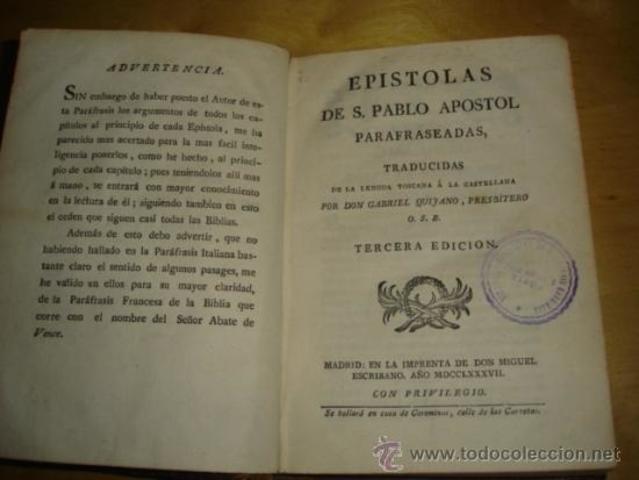 ADVERTENCIA.
SIN embargo de haber puesto el Autor de es-
ta Paráfrasis los argumentos de todos los ca-
pítulos al principio de cada Epístola, me ha
parecido mas acertado para la mas facil inte-
ligencia ponerlos, como he hecho, al princi-
pio de cada capítulo; pues teniendolos alli mas
á mano, se entrará con mayor conocimiento
en la lectura de él; siguiendo tambien en esto
el orden que siguen casi todas las Biblias.
Además de esto debo advertir, que no
habiendo hallado en la Paráfrasis Italiana bas-
tante claro el sentido de algunos pasages, me
he valido en ellos para su mayor claridad,
de la Paráfrasis Francesa de la Biblia que
corre con el nombre del Señor Abate de
Vence.
EPISTOLAS
DE S. PABLO APOSTOL
PARAFRASEADAS,
TRADUCIDAS
DE LA LENGUA TOSCANA Á LA CASTELLANA
POR DON GABRIEL QUIJANO, PRESBÍTERO
O. S. B.
TERCERA EDICION.
MADRID: EN LA IMPRENTA DE DON MIGUEL
ESCRIBANO, AÑO MDCCLXXXVII.
CON PRIVILEGIO.
Se hallará en casa de Corominas, calle de las Carretas.
todocoleccion.net